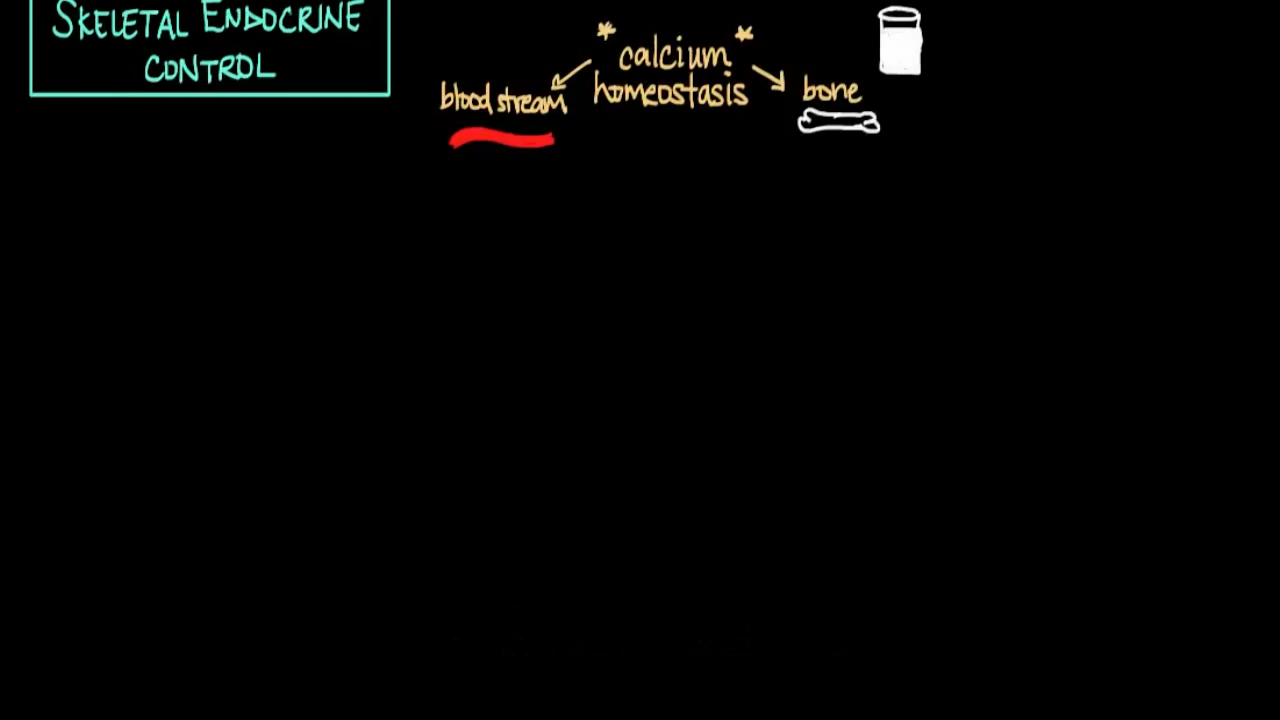 SKELETAL ENDOCRINE
CONTROL
* calcium *
homeostasis
blood stream
bone